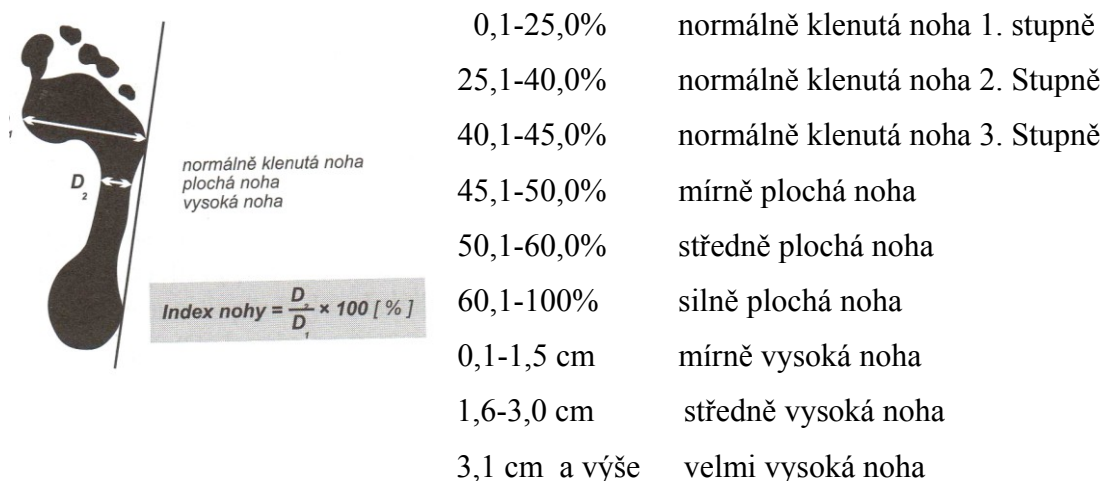 D₂
normálně klenutá noha
plochá noha
vysoká noha
Index nohy = D₂/D₁ × 100 [ % ]
0,1-25,0% normálně klenutá noha 1. stupně
25,1-40,0% normálně klenutá noha 2. Stupně
40,1-45,0% normálně klenutá noha 3. Stupně
45,1-50,0% mírně plochá noha
50,1-60,0% středně plochá noha
60,1-100% silně plochá noha
0,1-1,5 cm mírně vysoká noha
1,6-3,0 cm středně vysoká noha
3,1 cm a výše velmi vysoká noha